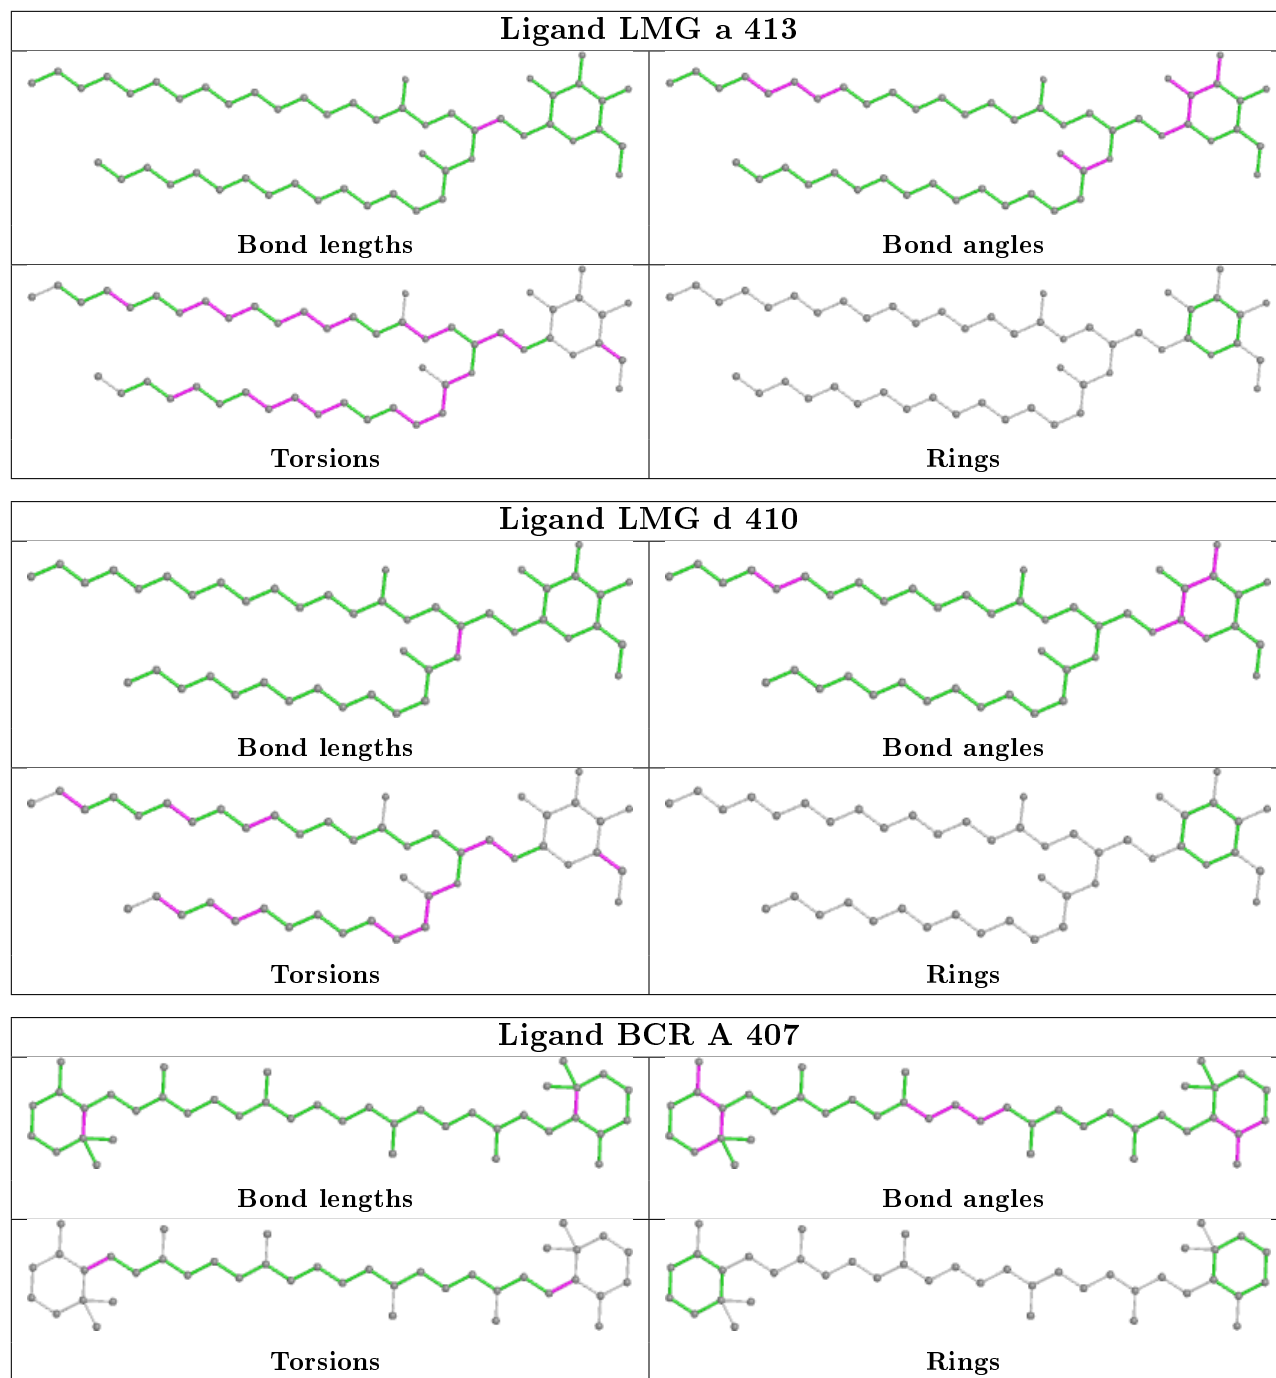 Ligand LMG a 413
Bond lengths
Bond angles
Torsions
Rings
Ligand LMG d 410
Bond lengths
Bond angles
Torsions
Rings
Ligand BCR A 407
Bond lengths
Bond angles
Torsions
Rings